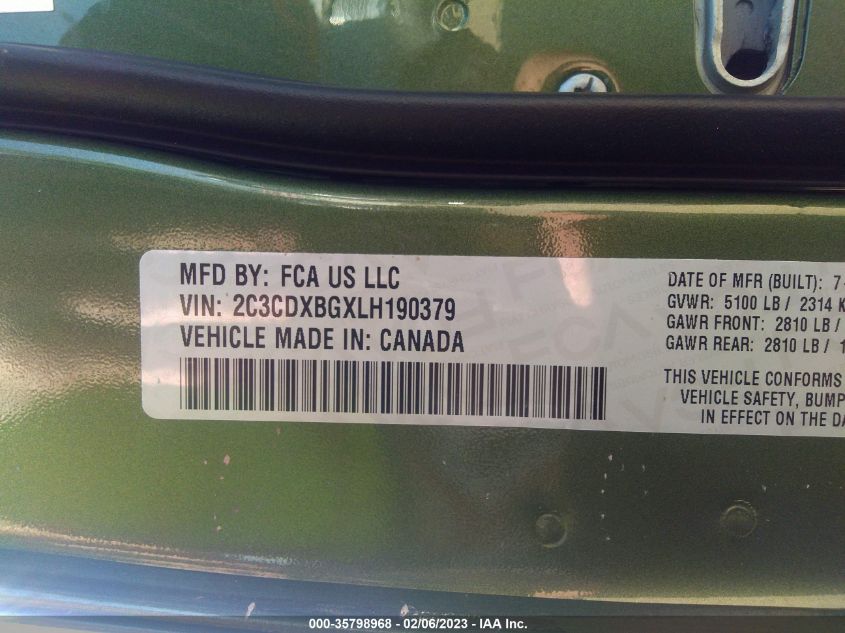 MFD BY: FCA US LLC
VIN: 2C3CDXBGXLH190379
VEHICLE MADE IN: CANADA
DATE OF MFR (BUILT): 7-
GVWR: 5100 LB / 2314 K
GAWR FRONT: 2810 LB /
GAWR REAR: 2810 LB / 1
THIS VEHICLE CONFORMS
VEHICLE SAFETY, BUMP
IN EFFECT ON THE DA
000-35798968 - 02/06/2023 - IAA Inc.